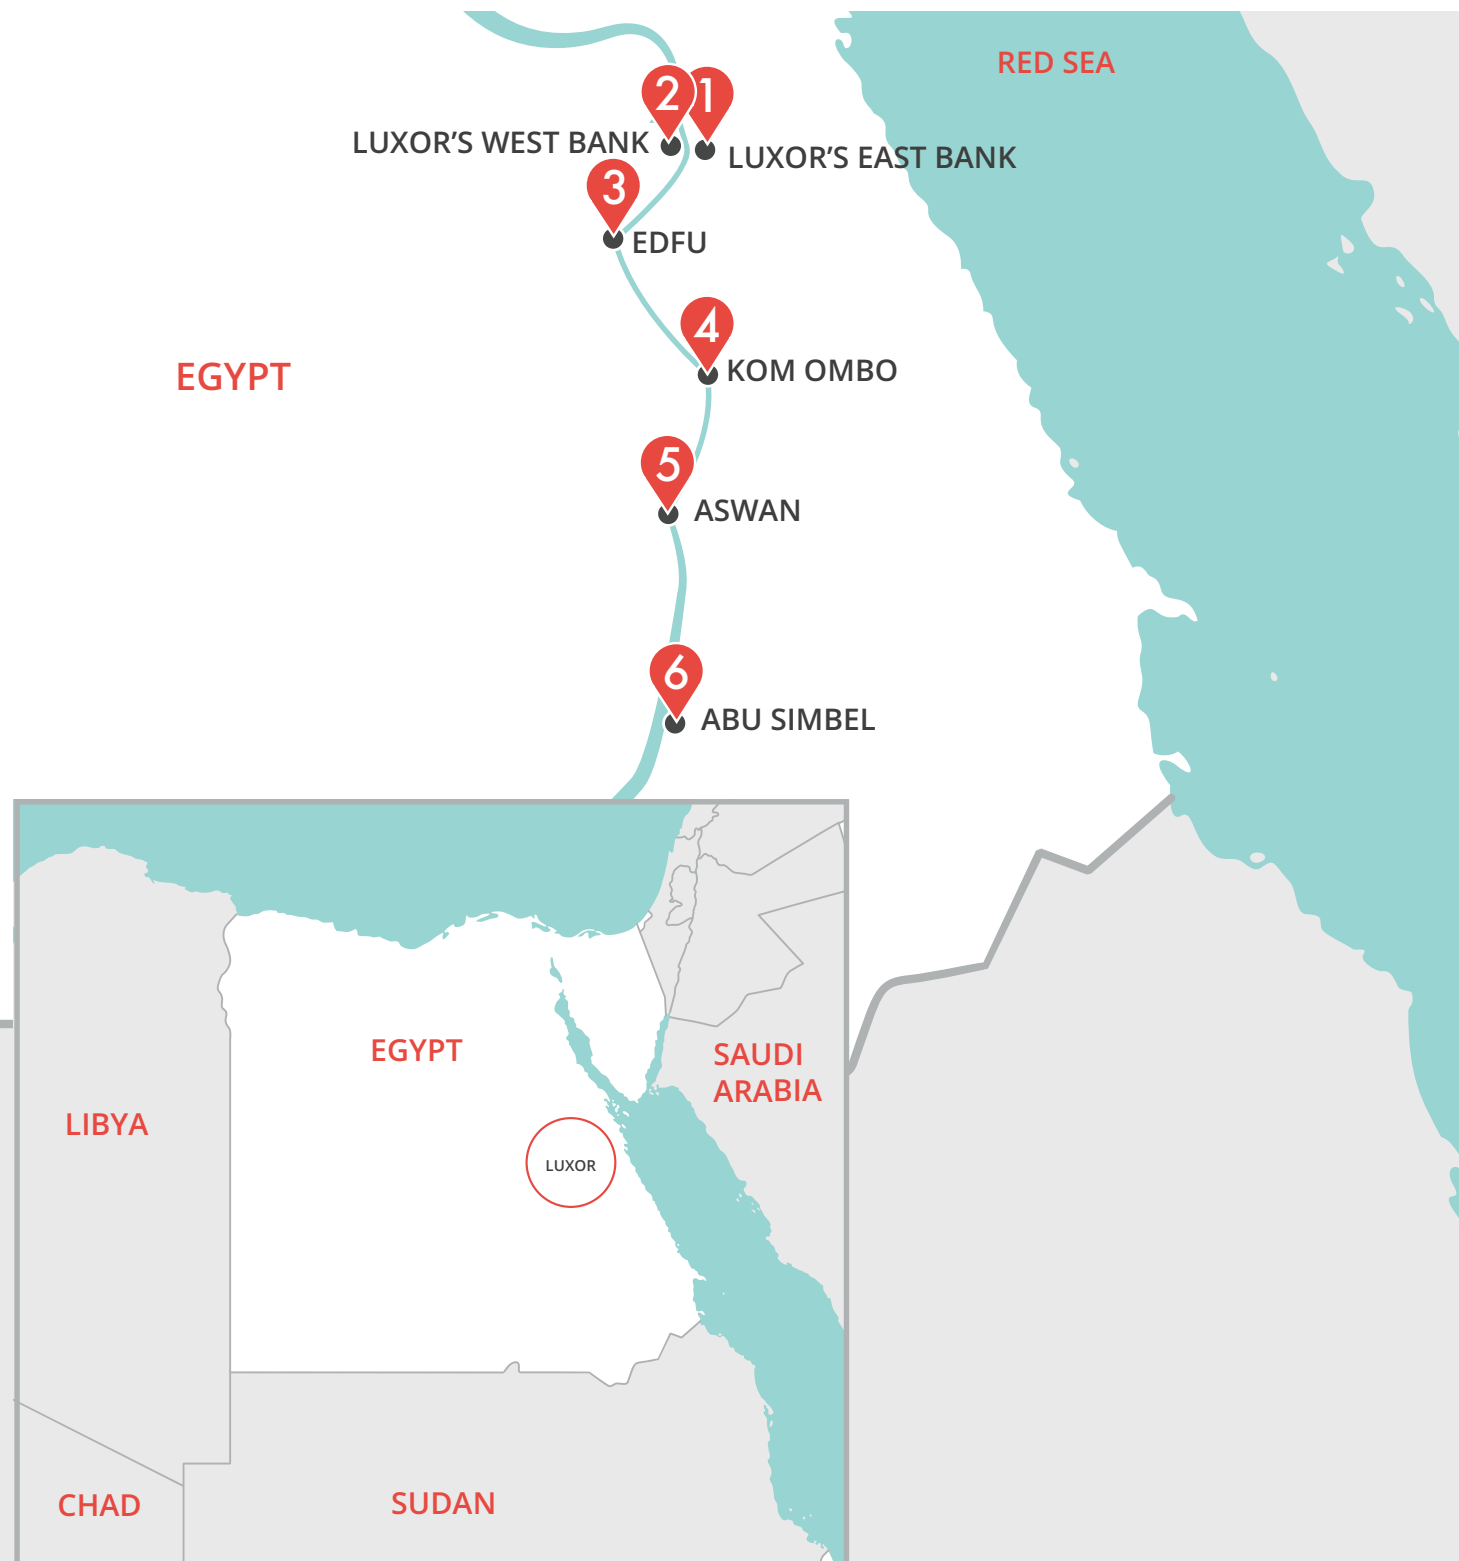 RED SEA
2
1
LUXOR’S WEST BANK
LUXOR’S EAST BANK
3
EDFU
4
KOM OMBO
EGYPT
5
ASWAN
6
ABU SIMBEL
EGYPT
SAUDI
ARABIA
LIBYA
LUXOR
CHAD
SUDAN